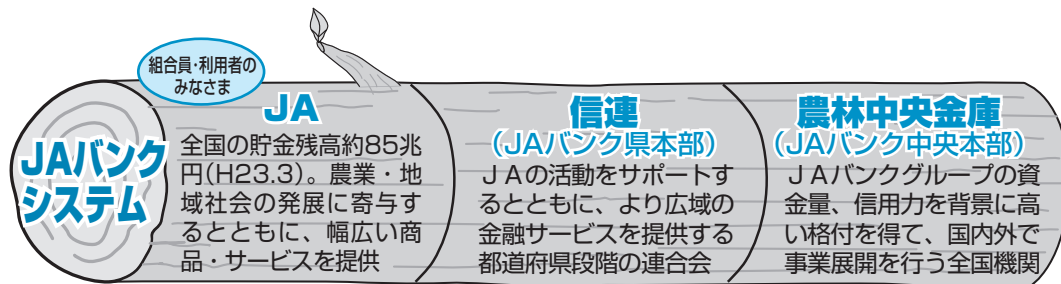 JAバンク
システム
組合員・利用者の
みなさま
JA
全国の貯金残高約85兆
円(H23.3)。農業・地
域社会の発展に寄与す
るとともに、幅広い商
品・サービスを提供
信連
(JAバンク県本部)
ＪＡの活動をサポートす
るとともに、より広域の
金融サービスを提供する
都道府県段階の連合会
農林中央金庫
(JAバンク中央本部)
ＪＡバンクグループの資
金量、信用力を背景に高
い格付を得て、国内外で
事業展開を行う全国機関